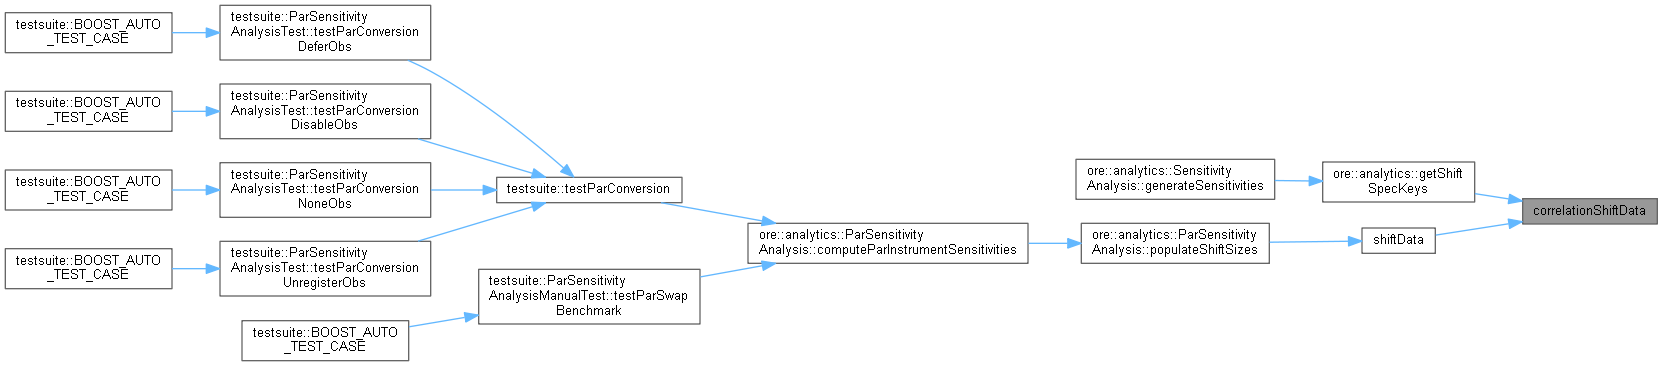 testsuite::BOOST_AUTO
_TEST_CASE
testsuite::ParSensitivity
AnalysisTest::testParConversion
DeferObs
testsuite::BOOST_AUTO
_TEST_CASE
testsuite::ParSensitivity
AnalysisTest::testParConversion
DisableObs
testsuite::BOOST_AUTO
_TEST_CASE
testsuite::ParSensitivity
AnalysisTest::testParConversion
NoneObs
testsuite::BOOST_AUTO
_TEST_CASE
testsuite::ParSensitivity
AnalysisTest::testParConversion
UnregisterObs
testsuite::BOOST_AUTO
_TEST_CASE
testsuite::testParConversion
testsuite::ParSensitivity
AnalysisManualTest::testParSwap
Benchmark
ore::analytics::ParSensitivity
Analysis::computeParInstrumentSensitivities
ore::analytics::Sensitivity
Analysis::generateSensitivities
ore::analytics::ParSensitivity
Analysis::populateShiftSizes
ore::analytics::getShift
SpecKeys
shiftData
correlationShiftData